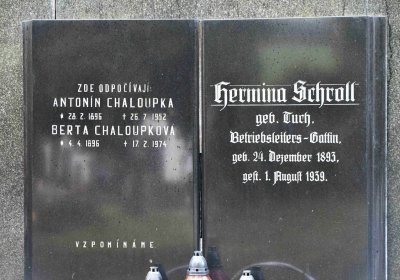 ZDE ODPOČÍVAJÍ:
ANTONÍN CHALOUPKA
* 28. 2. 1896 † 26. 7. 1952
BERTA CHALOUPKOVÁ
* 4. 4. 1896 † 17. 2. 1974
VZPOMÍNÁME
Hermina Schroll
geb. Tuch.
Betriebsleiters-Gattin,
geb. 24. Dezember 1893,
gest. 1. August 1939.